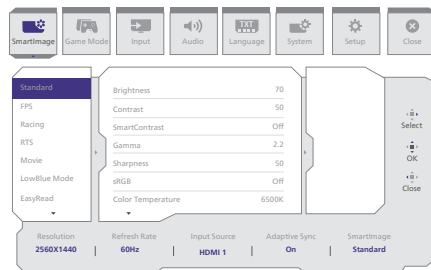 SmartImage
Game Mode
Input
Audio
TXT
Language
System
Setup
Close
Standard
FPS
Racing
RTS
Movie
LowBlue Mode
EasyRead
Brightness 70
Contrast 50
SmartContrast Off
Gamma 2.2
Sharpness 50
sRGB Off
Color Temperature 6500K
Select
OK
Close
Resolution Refresh Rate Input Source Adaptive Sync SmartImage
2560X1440 | 60Hz | HDMI 1 | On | Standard